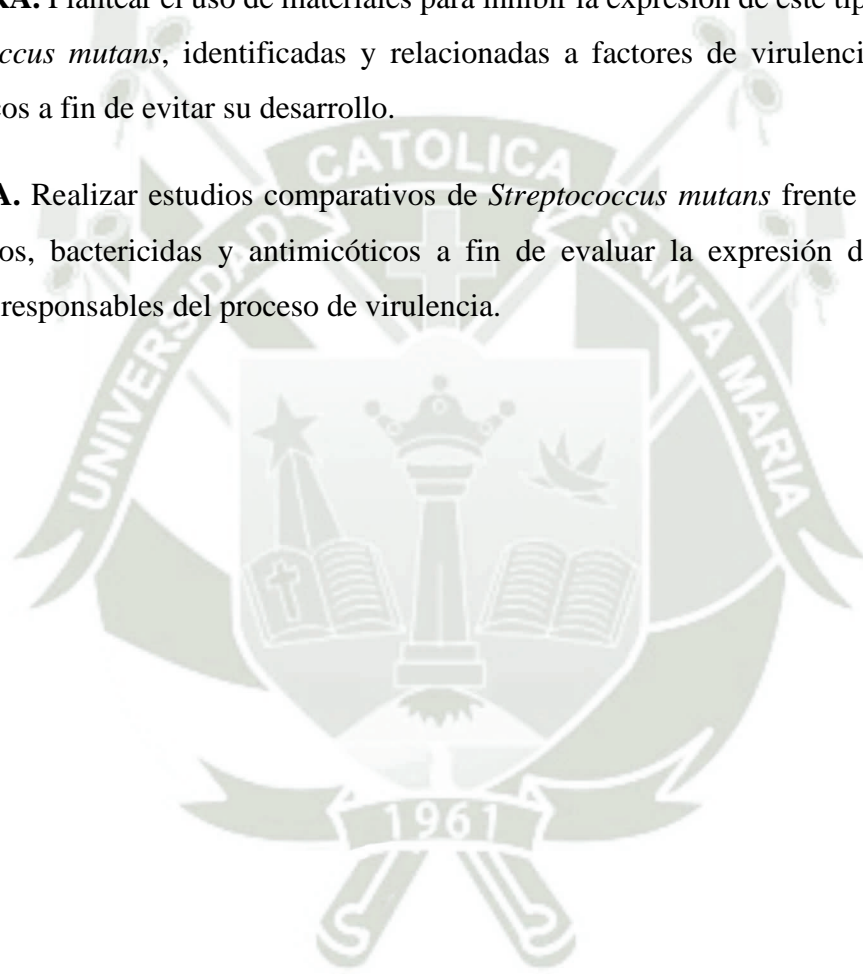 RA. Plantear el uso de materiales para inhibir la expresión de este tip
ccus mutans, identificadas y relacionadas a factores de virulenci
os a fin de evitar su desarrollo.
A. Realizar estudios comparativos de Streptococcus mutans frente
os, bactericidas y antimicóticos a fin de evaluar la expresión d
responsables del proceso de virulencia.
UNIVERSIDAD CATOLICA SANTA MARIA
1961